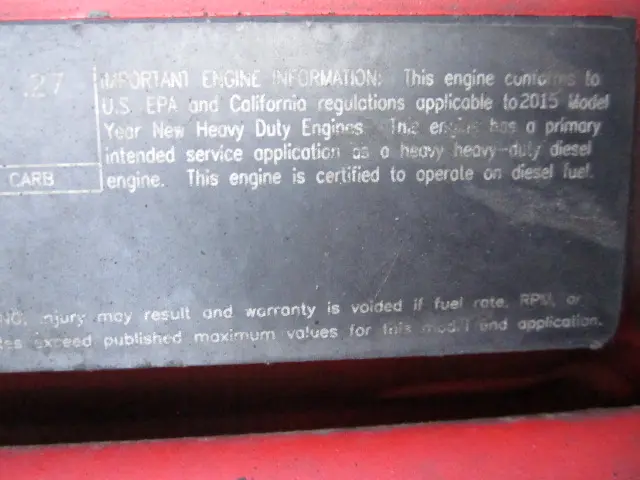 .27
IMPORTANT ENGINE INFORMATION: This engine conforms to
U.S. EPA and California regulations applicable to 2015 Model
Year New Heavy Duty Engines. This engine has a primary
intended service application as a heavy heavy-duty diesel
CARB engine. This engine is certified to operate on diesel fuel.
injury may result and warranty is voided if fuel rate, RPM, or
exceed published maximum values for this model and application.